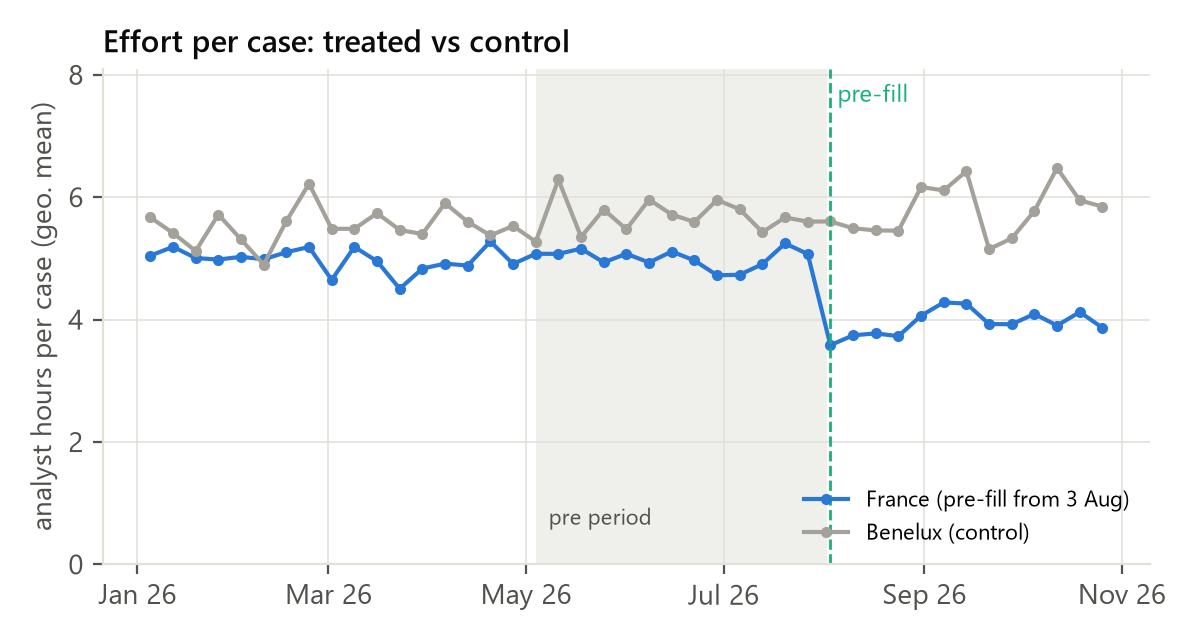 Effort per case: treated vs control
analyst hours per case (geo. mean)
8
6
4
2
0
pre-fill
pre period
France (pre-fill from 3 Aug)
Benelux (control)
Jan 26
Mar 26
May 26
Jul 26
Sep 26
Nov 26